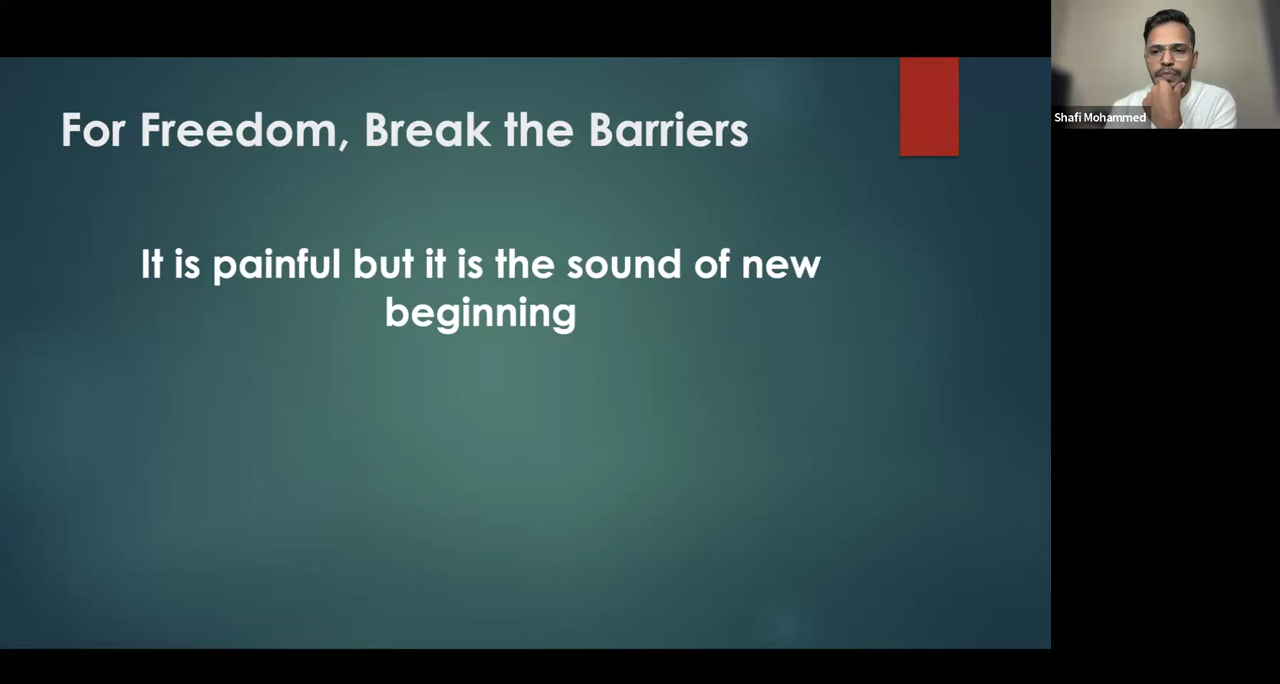 For Freedom, Break the Barriers
It is painful but it is the sound of new
beginning
Shafi Mohammed